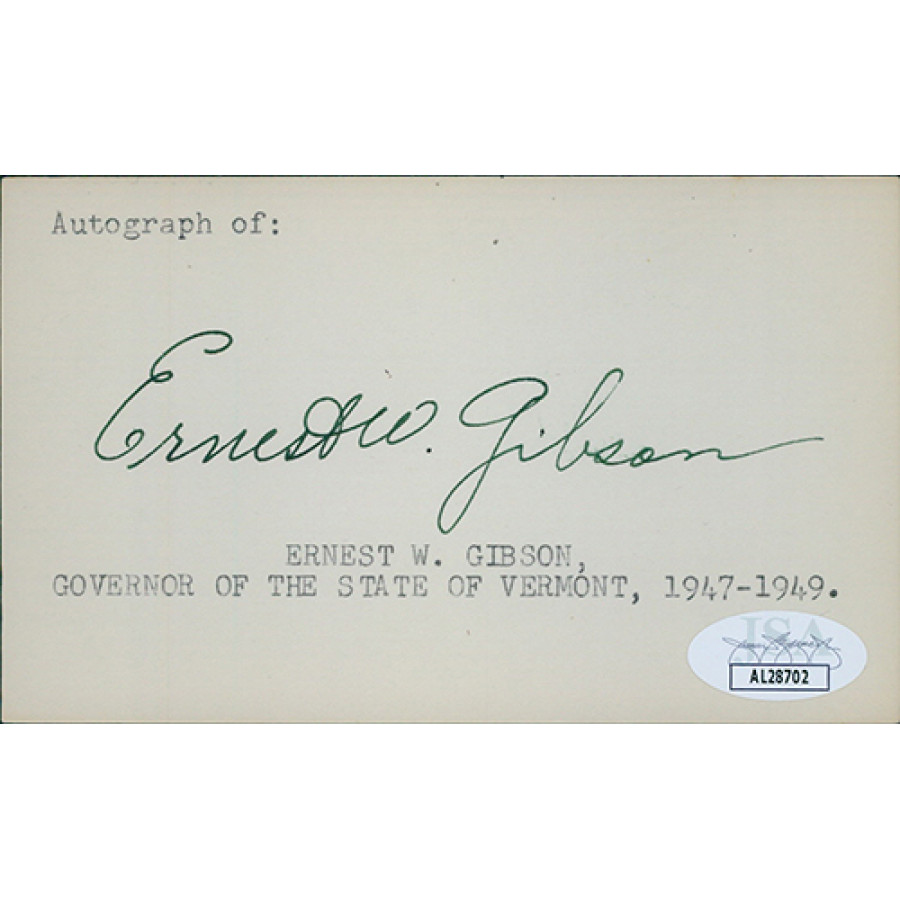 Autograph of:
Ernest W. Gibson
ERNEST W. GIBSON,
GOVERNOR OF THE STATE OF VERMONT, 1947-1949.
JSA
AL28702